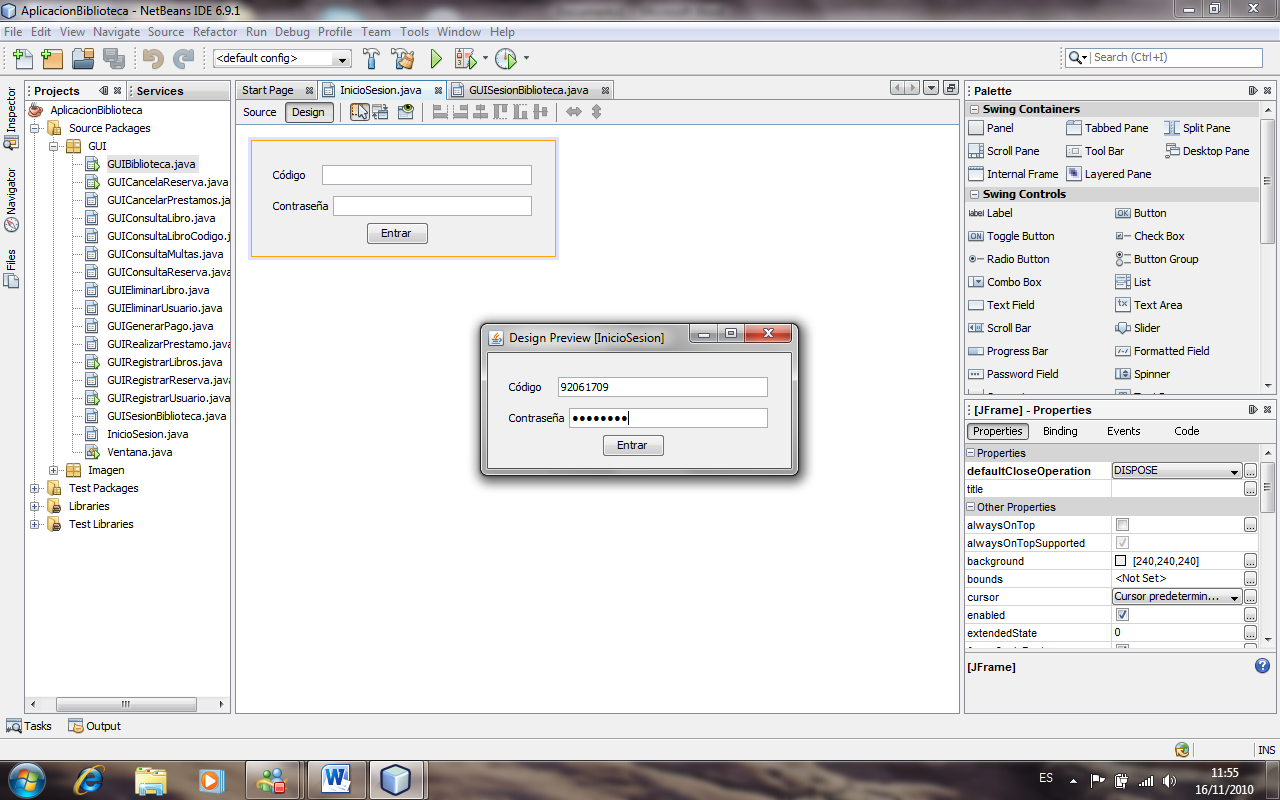 AplicacionBiblioteca - NetBeans IDE 6.9.1
File Edit View Navigate Source Refactor Run Debug Profile Team Tools Window Help
<default config>
Search (Ctrl+I)
Inspector
Navigator
Files
Projects Services
AplicacionBiblioteca
Source Packages
GUI
GUIBiblioteca.java
GUICancelaReserva.java
GUICancelarPrestamos.ja
GUIConsultaLibro.java
GUIConsultaLibroCodigo.j
GUIConsultaMultas.java
GUIConsultaReserva.java
GUIEliminarLibro.java
GUIEliminarUsuario.java
GUIGenerarPago.java
GUIRealizarPrestamo.java
GUIRegistrarLibros.java
GUIRegistrarReserva.java
GUIRegistrarUsuario.java
GUISesionBiblioteca.java
InicioSesion.java
Ventana.java
Imagen
Test Packages
Libraries
Test Libraries
Start Page InicioSesion.java GUISesionBiblioteca.java
Source Design
Código
Contraseña
Entrar
Design Preview [InicioSesion]
Código 92061709
Contraseña ••••••••
Entrar
Palette
Swing Containers
Panel Tabbed Pane Split Pane
Scroll Pane Tool Bar Desktop Pane
Internal Frame Layered Pane
Swing Controls
label Label OK Button
ON Toggle Button Check Box
Radio Button Button Group
Combo Box List
Text Field Text Area
Scroll Bar Slider
Progress Bar Formatted Field
Password Field Spinner
[JFrame] - Properties
Properties Binding Events Code
Properties
defaultCloseOperation DISPOSE
title
Other Properties
alwaysOnTop
alwaysOnTopSupported
background [240,240,240]
bounds <Not Set>
cursor Cursor predetermin...
enabled
extendedState 0
[JFrame]
Tasks Output
INS
ES
11:55
16/11/2010